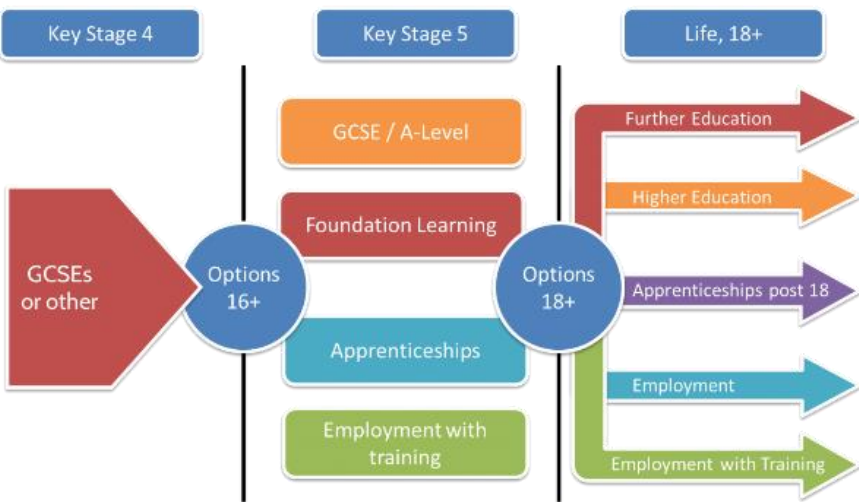 Key Stage 4
Key Stage 5
Life, 18+
GCSEs
or other
Options
16+
GCSE / A-Level
Foundation Learning
Apprenticeships
Employment with
training
Options
18+
Further Education
Higher Education
Apprenticeships post 18
Employment
Employment with Training